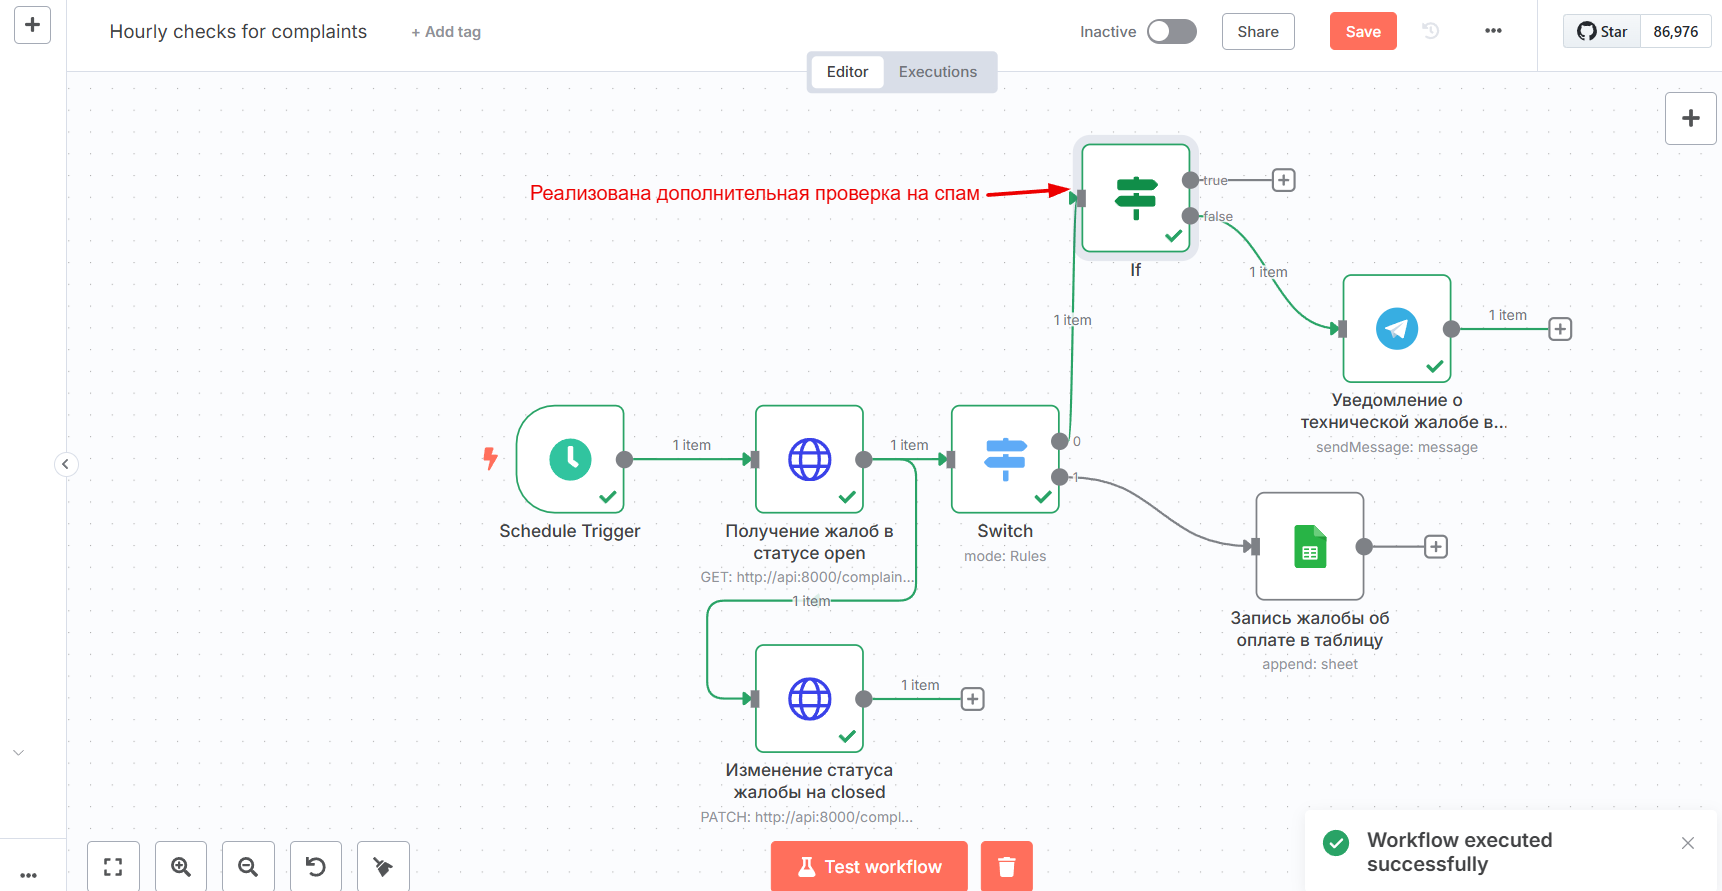 Hourly checks for complaints
+ Add tag
Inactive
Share
Save
Star
86,976
Editor
Executions
Реализована дополнительная проверка на спам
true
false
If
1 item
1 item
1 item
Уведомление о
технической жалобе в...
sendMessage: message
1 item
1 item
0
1
Schedule Trigger
Получение жалоб в
статусе open
GET: http://api:8000/complain...
Switch
mode: Rules
1 item
Запись жалобы об
оплате в таблицу
append: sheet
1 item
Изменение статуса
жалобы на closed
PATCH: http://api:8000/compl...
Test workflow
Workflow executed
successfully